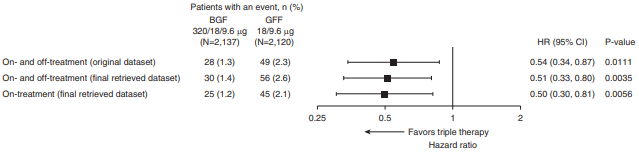 Patients with an event, n (%)
BGF GFF
320/18/9.6 µg 18/9.6 µg
(N=2,137) (N=2,120) HR (95% CI) P-value
On- and off-treatment (original dataset) 28 (1.3) 49 (2.3) 0.54 (0.34, 0.87) 0.0111
On- and off-treatment (final retrieved dataset) 30 (1.4) 56 (2.6) 0.51 (0.33, 0.80) 0.0035
On-treatment (final retrieved dataset) 25 (1.2) 45 (2.1) 0.50 (0.30, 0.81) 0.0056
0.25 0.5 1 2
Favors triple therapy
Hazard ratio